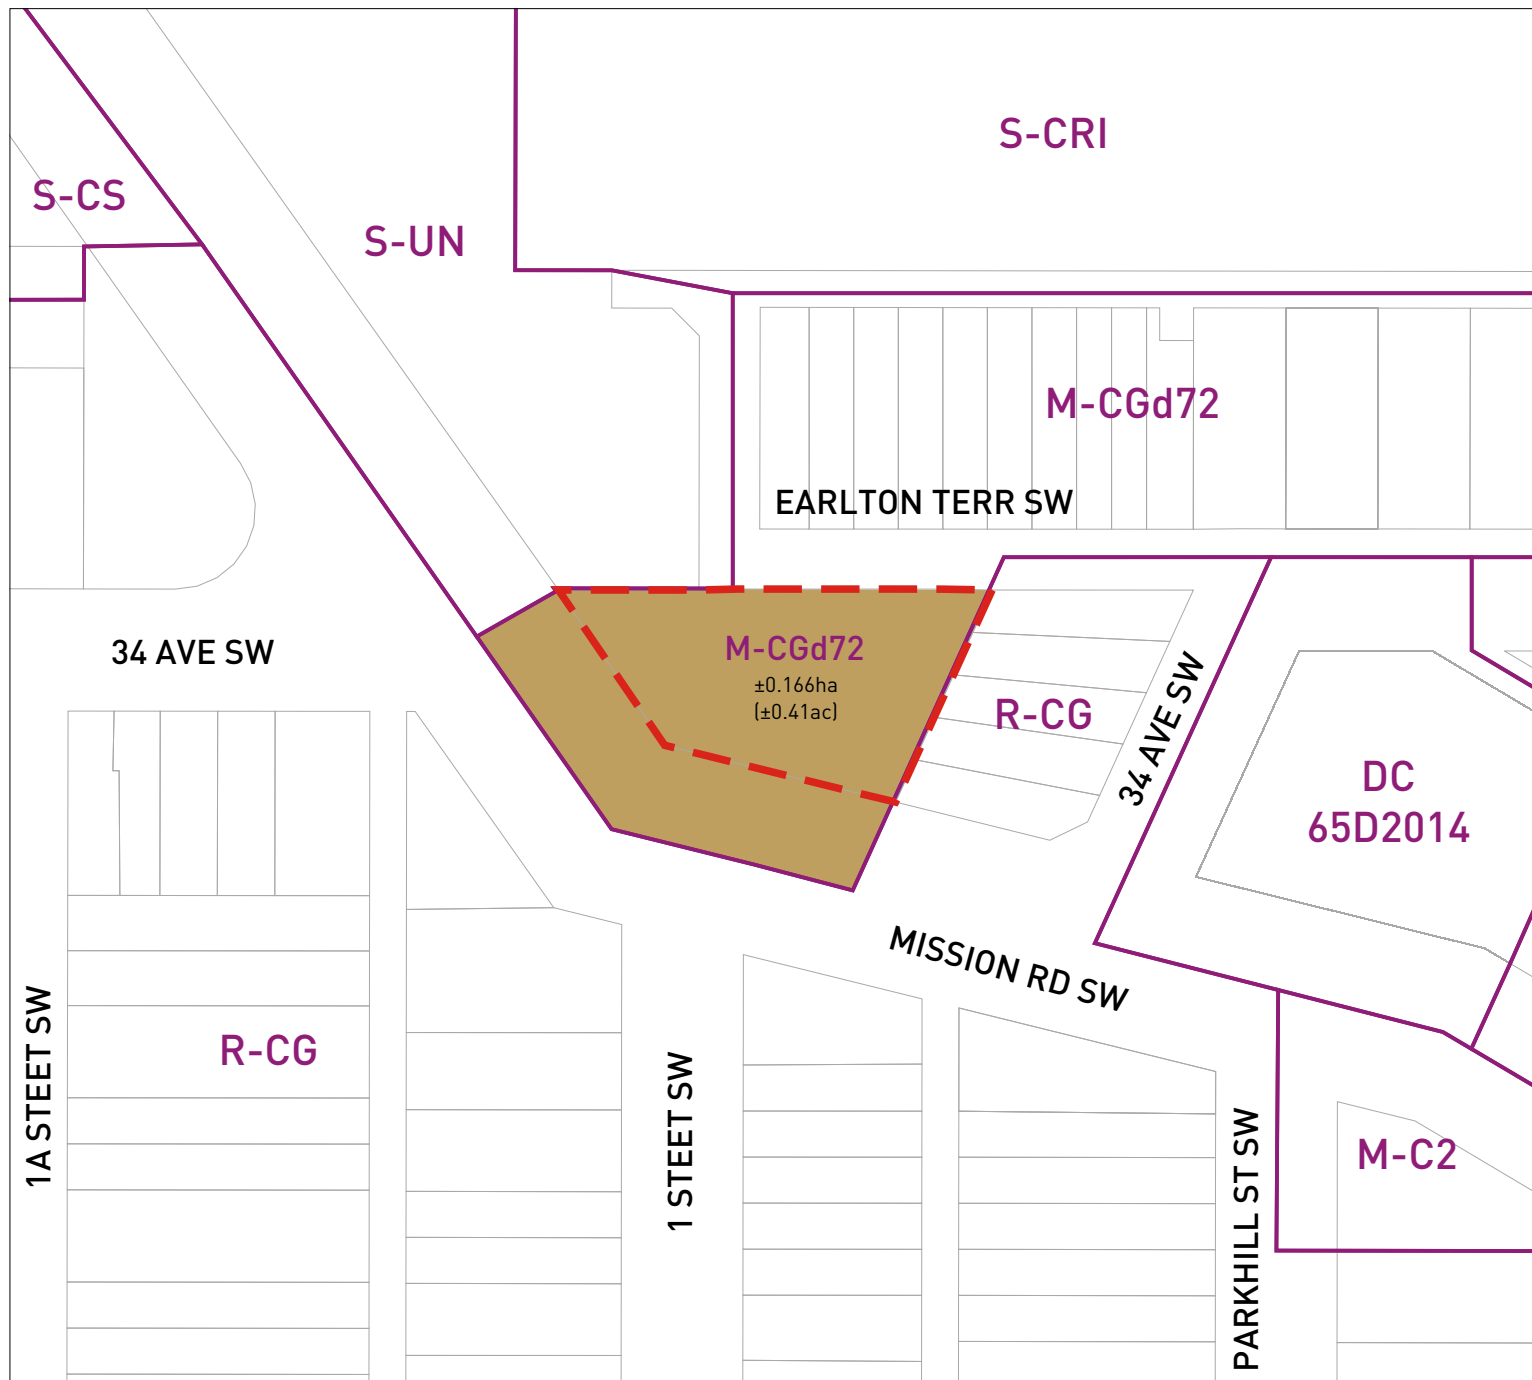 S-CRI
S-CS
S-UN
M-CGd72
EARLTON TERR SW
34 AVE SW
M-CGd72
±0.166ha
(±0.41ac)
R-CG
34 AVE SW
DC
65D2014
MISSION RD SW
1A STEET SW
R-CG
1 STEET SW
PARKHILL ST SW
M-C2